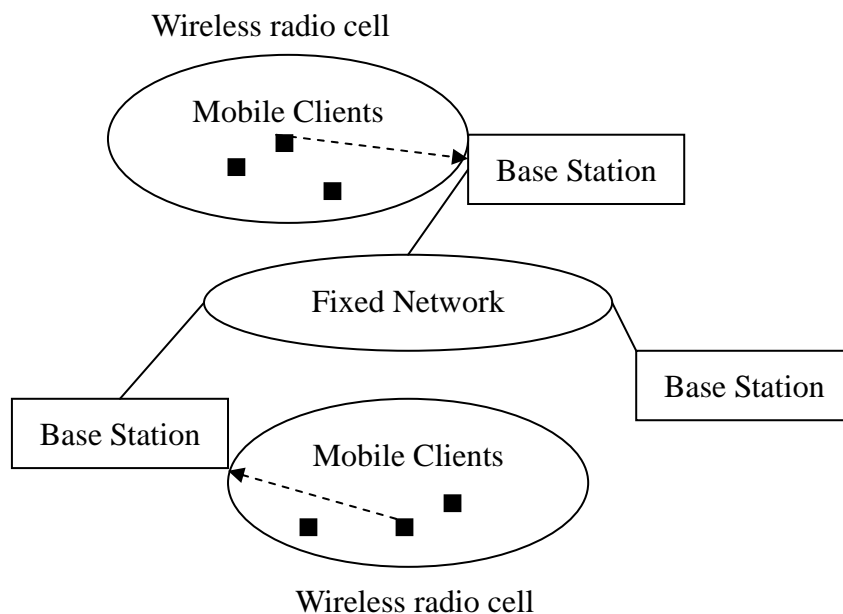 Wireless radio cell
Mobile Clients
Base Station
Fixed Network
Base Station
Base Station
Mobile Clients
Wireless radio cell